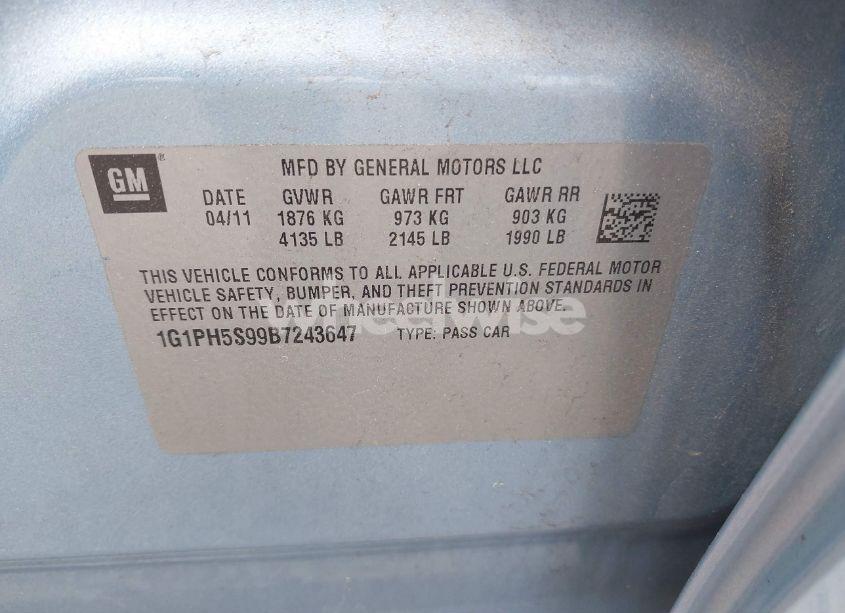 GM®
MFD BY GENERAL MOTORS LLC
DATE GVWR GAWR FRT GAWR RR
04/11 1876 KG 973 KG 903 KG
4135 LB 2145 LB 1990 LB
THIS VEHICLE CONFORMS TO ALL APPLICABLE U.S. FEDERAL MOTOR
VEHICLE SAFETY, BUMPER, AND THEFT PREVENTION STANDARDS IN
EFFECT ON THE DATE OF MANUFACTURE SHOWN ABOVE.
wheelwise
1G1PH5S99B7243647 TYPE: PASS CAR